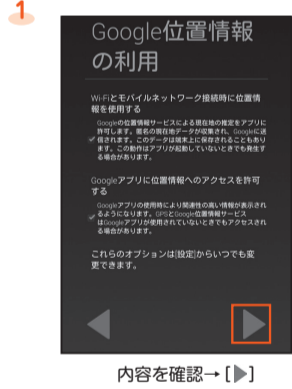 1
Google位置情報
の利用
Wi-Fiとモバイルネットワーク接続時に位置情
報を使用する
Googleの位置情報サービスによる現在地の推定をアプリに
許可します。匿名の現在地データが収集され、Googleに送
信されます。このデータは端末上に保存されることもあり
ます。この動作はアプリが起動していないときでも発生す
る場合があります。
Googleアプリに位置情報へのアクセスを許可
する
Googleアプリの使用時により関連性の高い情報が表示され
るようになります。GPSとGoogle位置情報サービス
はGoogleアプリが使用されていないときでもアクセスされ
る場合があります。
これらのオプションは[設定]からいつでも変
更できます。
内容を確認→[▶]